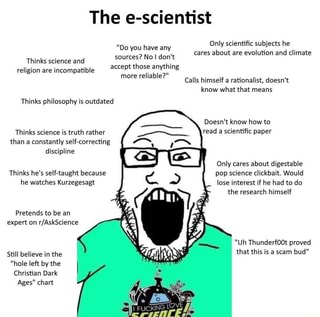 The e-scientist
"Do you have any
sources? No I don't
accept those anything
more reliable?"
Only scientific subjects he
cares about are evolution and climate
Thinks science and
religion are incompatible
Calls himself a rationalist, doesn't
know what that means
Thinks philosophy is outdated
Doesn't know how to
read a scientific paper
Thinks science is truth rather
than a constantly self-correcting
discipline
Only cares about digestable
pop science clickbait. Would
lose interest if he had to do
the research himself
Thinks he's self-taught because
he watches Kurzegesagt
Pretends to be an
expert on r/AskScience
"Uh Thunderf00t proved
that this is a scam bud"
Still believe in the
"hole left by the
Christian Dark
Ages" chart
I FUCKING LOVE
SCIENCE!